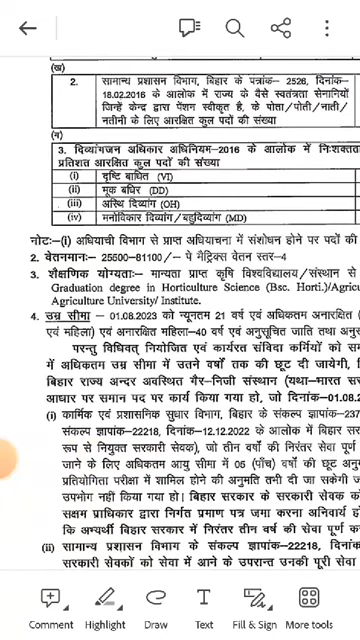 (ख)
2. सामान्य प्रशासन विभाग, बिहार के पत्रांक- 2526, दिनांक-
18.02.2016 के आलोक में राज्य के वैसे स्वतंत्रता सेनानियों
जिन्हें केन्द्र द्वारा पेंशन स्वीकृत है, के पोता/पोती/नाती/
नतीनी के लिए आरक्षित कुल पदों की संख्या
(ग)
3. दिव्यांगजन अधिकार अधिनियम-2016 के आलोक में निःशक्तता
प्रतिशत आरक्षित कुल पदों की संख्या
(i) दृष्टि बाधित (VI)
(ii) मूक बधिर (DD)
(iii) अस्थि दिव्यांग (OH)
(iv) मनोविकार दिव्यांग/बहुदिव्यांग (MD)
नोटः-(i) अधियाची विभाग से प्राप्त अधियाचना में संशोधन होने पर पदों की
2. वेतनमानः- 25500-81100/- पे मैट्रिक्स वेतन स्तर-4
3. शैक्षणिक योग्यताः- मान्यता प्राप्त कृषि विश्वविद्यालय/संस्थान से
Graduation degree in Horticulture Science (Bsc. Horti.)/Agricu
Agriculture University/ Institute.
4. उम्र सीमा – 01.08.2023 को न्यूनतम 21 वर्ष एवं अधिकतम अनारक्षित (
एवं महिला) एवं अनारक्षित महिला-40 वर्ष एवं अनुसूचित जाति तथा अनुसू
परन्तु विधिवत् नियोजित एवं कार्यरत संविदा कर्मियों को सम
में अधिकतम उम्र सीमा में उतने वर्षों तक की छूट दी जायेगी,
बिहार राज्य अन्दर अवस्थित गैर-निजी संस्थान (यथा-भारत सर
आधार पर समान पद पर कार्य किया गया हो, जो दिनांक-01.08.2
(i) कार्मिक एवं प्रशासनिक सुधार विभाग, बिहार के संकल्प ज्ञापांक-237
संकल्प ज्ञापांक-22218, दिनांक-12.12.2022 के आलोक में बिहार सर
रूप से नियुक्त सरकारी सेवक), जो तीन वर्षों की निरंतर सेवा पूर्ण
जाने के लिए अधिकतम आयु सीमा में 05 (पाँच) वर्षों की छूट अनु
प्रतियोगिता परीक्षा में शामिल होने की अनुमति तभी दी जा सकेगी ज
उपभोग नहीं किया गया हो। बिहार सरकार के सरकारी सेवक को
सक्षम प्राधिकार द्वारा निर्गत प्रमाण पत्र जमा करना अनिवार्य ह
कि अभ्यर्थी बिहार सरकार में निरंतर तीन वर्ष की सेवा पूर्ण कर
(ii) सामान्य प्रशासन विभाग के संकल्प ज्ञापांक-22218, दिनांक
सरकारी सेवकों को सेवा में आने के उपरान्त उनकी पूरी सेवा
Comment Highlight Draw Text Fill & Sign More tools